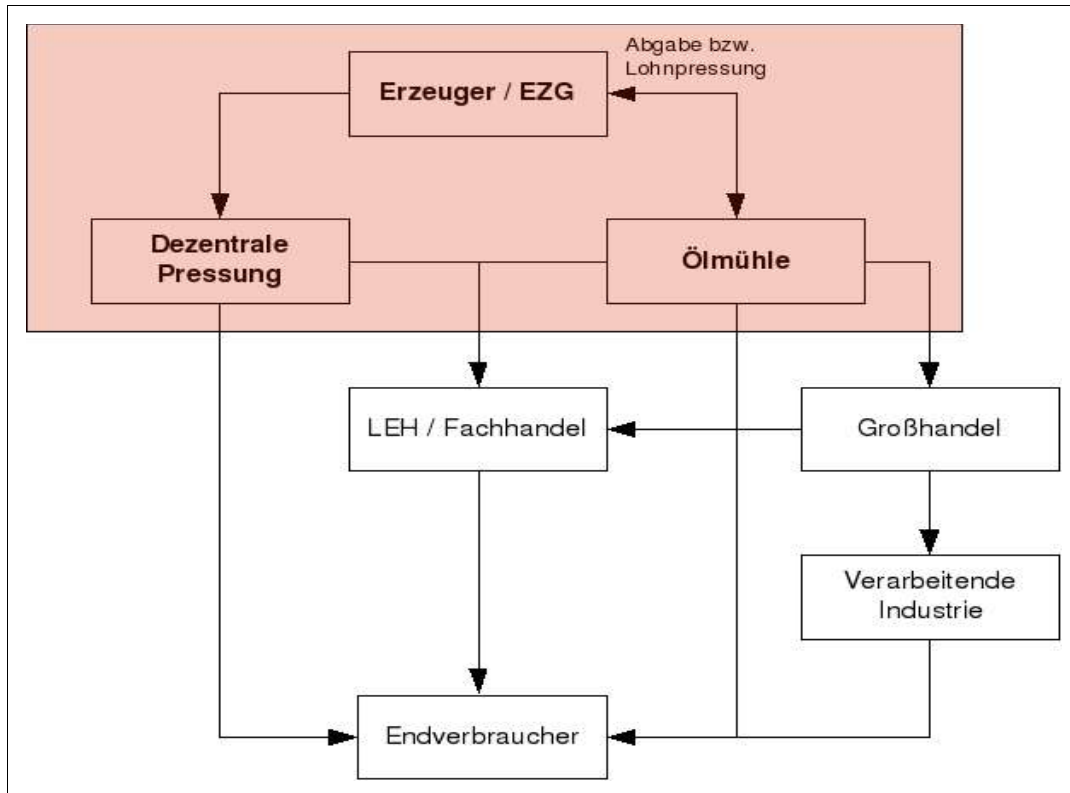 Abgabe bzw.
Lohnpressung
Erzeuger / EZG
Dezentrale
Pressung
Ölmühle
LEH / Fachhandel
Großhandel
Verarbeitende
Industrie
Endverbraucher